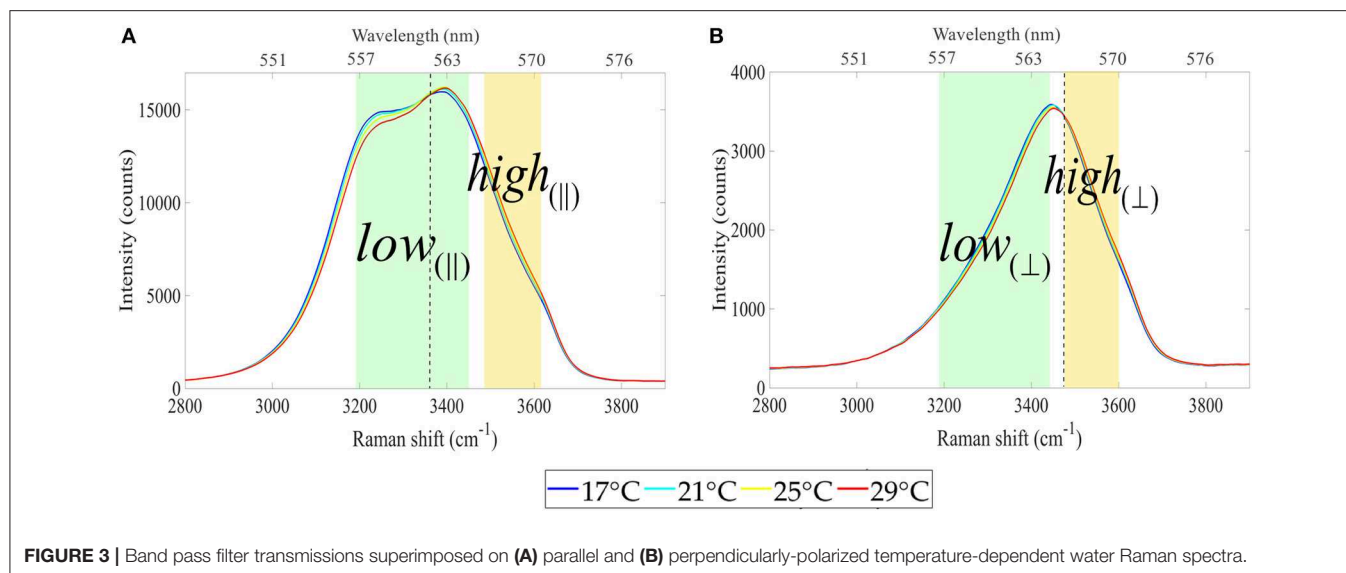 A
Wavelength (nm)
551 557 563 570 576
Intensity (counts)
15000
10000
5000
0
low(||)
high(||)
2800 3000 3200 3400 3600 3800
Raman shift (cm-1)
B
Wavelength (nm)
551 557 563 570 576
Intensity (counts)
4000
3000
2000
1000
0
low(⊥)
high(⊥)
2800 3000 3200 3400 3600 3800
Raman shift (cm-1)
17°C 21°C 25°C 29°C
FIGURE 3 | Band pass filter transmissions superimposed on (A) parallel and (B) perpendicularly-polarized temperature-dependent water Raman spectra.